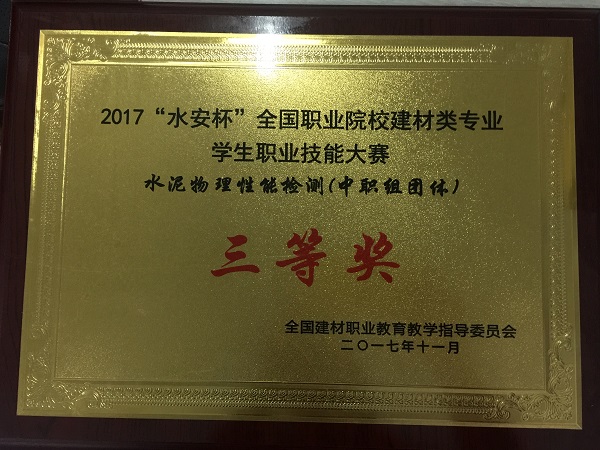 2017“水安杯”全国职业院校建材类专业
学生职业技能大赛
水泥物理性能检测(中职组团体)
三等奖
全国建材职业教育教学指导委员会
二〇一七年十一月